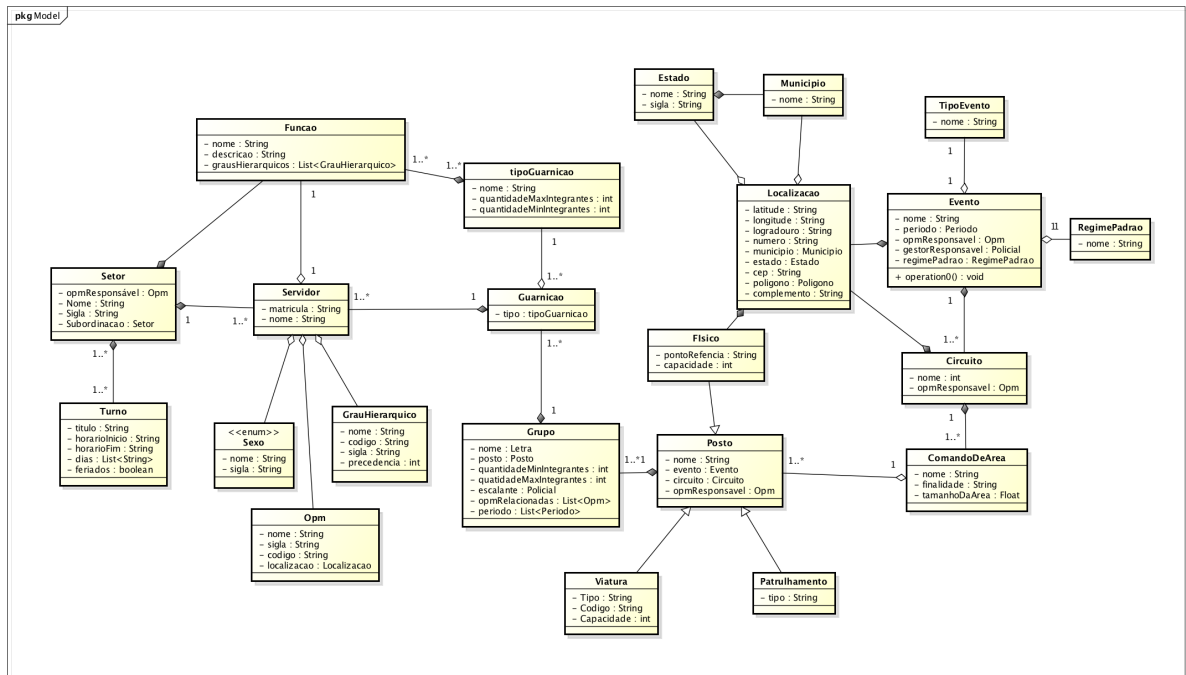 pkg Model
Funcao
– nome : String
– descricao : String
– grausHierarquicos : List<GrauHierarquico>
1..*
1..*
1
1
tipoGuarnicao
– nome : String
– quantidadeMaxIntegrantes : int
– quantidadeMinIntegrantes : int
1
1..*
Estado
– nome : String
– sigla : String
Municipio
– nome : String
TipoEvento
– nome : String
1
1
Localizacao
– latitude : String
– longitude : String
– logradouro : String
– numero : String
– municipio : Municipio
– estado : Estado
– cep : String
– poligono : Poligono
– complemento : String
Evento
– nome : String
– periodo : Periodo
– opmResponsavel : Opm
– gestorResponsavel : Policial
– regimePadrao : RegimePadrao
+ operation0() : void
11
RegimePadrao
– nome : String
1
1..*
Setor
– opmResponsável : Opm
– Nome : String
– Sigla : String
– Subordinacao : Setor
1
1..*
1..*
1..*
Servidor
– matricula : String
– nome : String
1..*
1
Guarnicao
– tipo : tipoGuarnicao
1..*
1
FIsico
– pontoRefencia : String
– capacidade : int
Circuito
– nome : int
– opmResponsavel : Opm
1
1..*
Turno
– titulo : String
– horarioInicio : String
– horarioFim : String
– dias : List<String>
– feriados : boolean
<<enum>>
Sexo
– nome : String
– sigla : String
GrauHierarquico
– nome : String
– codigo : String
– sigla : String
– precedencia : int
Grupo
– nome : Letra
– posto : Posto
– quantidadeMinIntegrantes : int
– quatidadeMaxIntegrantes : int
– escalante : Policial
– opmRelacionadas : List<Opm>
– periodo : List<Periodo>
1..*1
Posto
– nome : String
– evento : Evento
– circuito : Circuito
– opmResponsavel : Opm
1..*
1
ComandoDeArea
– nome : String
– finalidade : String
– tamanhoDaArea : Float
Opm
– nome : String
– sigla : String
– codigo : String
– localizacao : Localizacao
Viatura
– Tipo : String
– Codigo : String
– Capacidade : int
Patrulhamento
– tipo : String